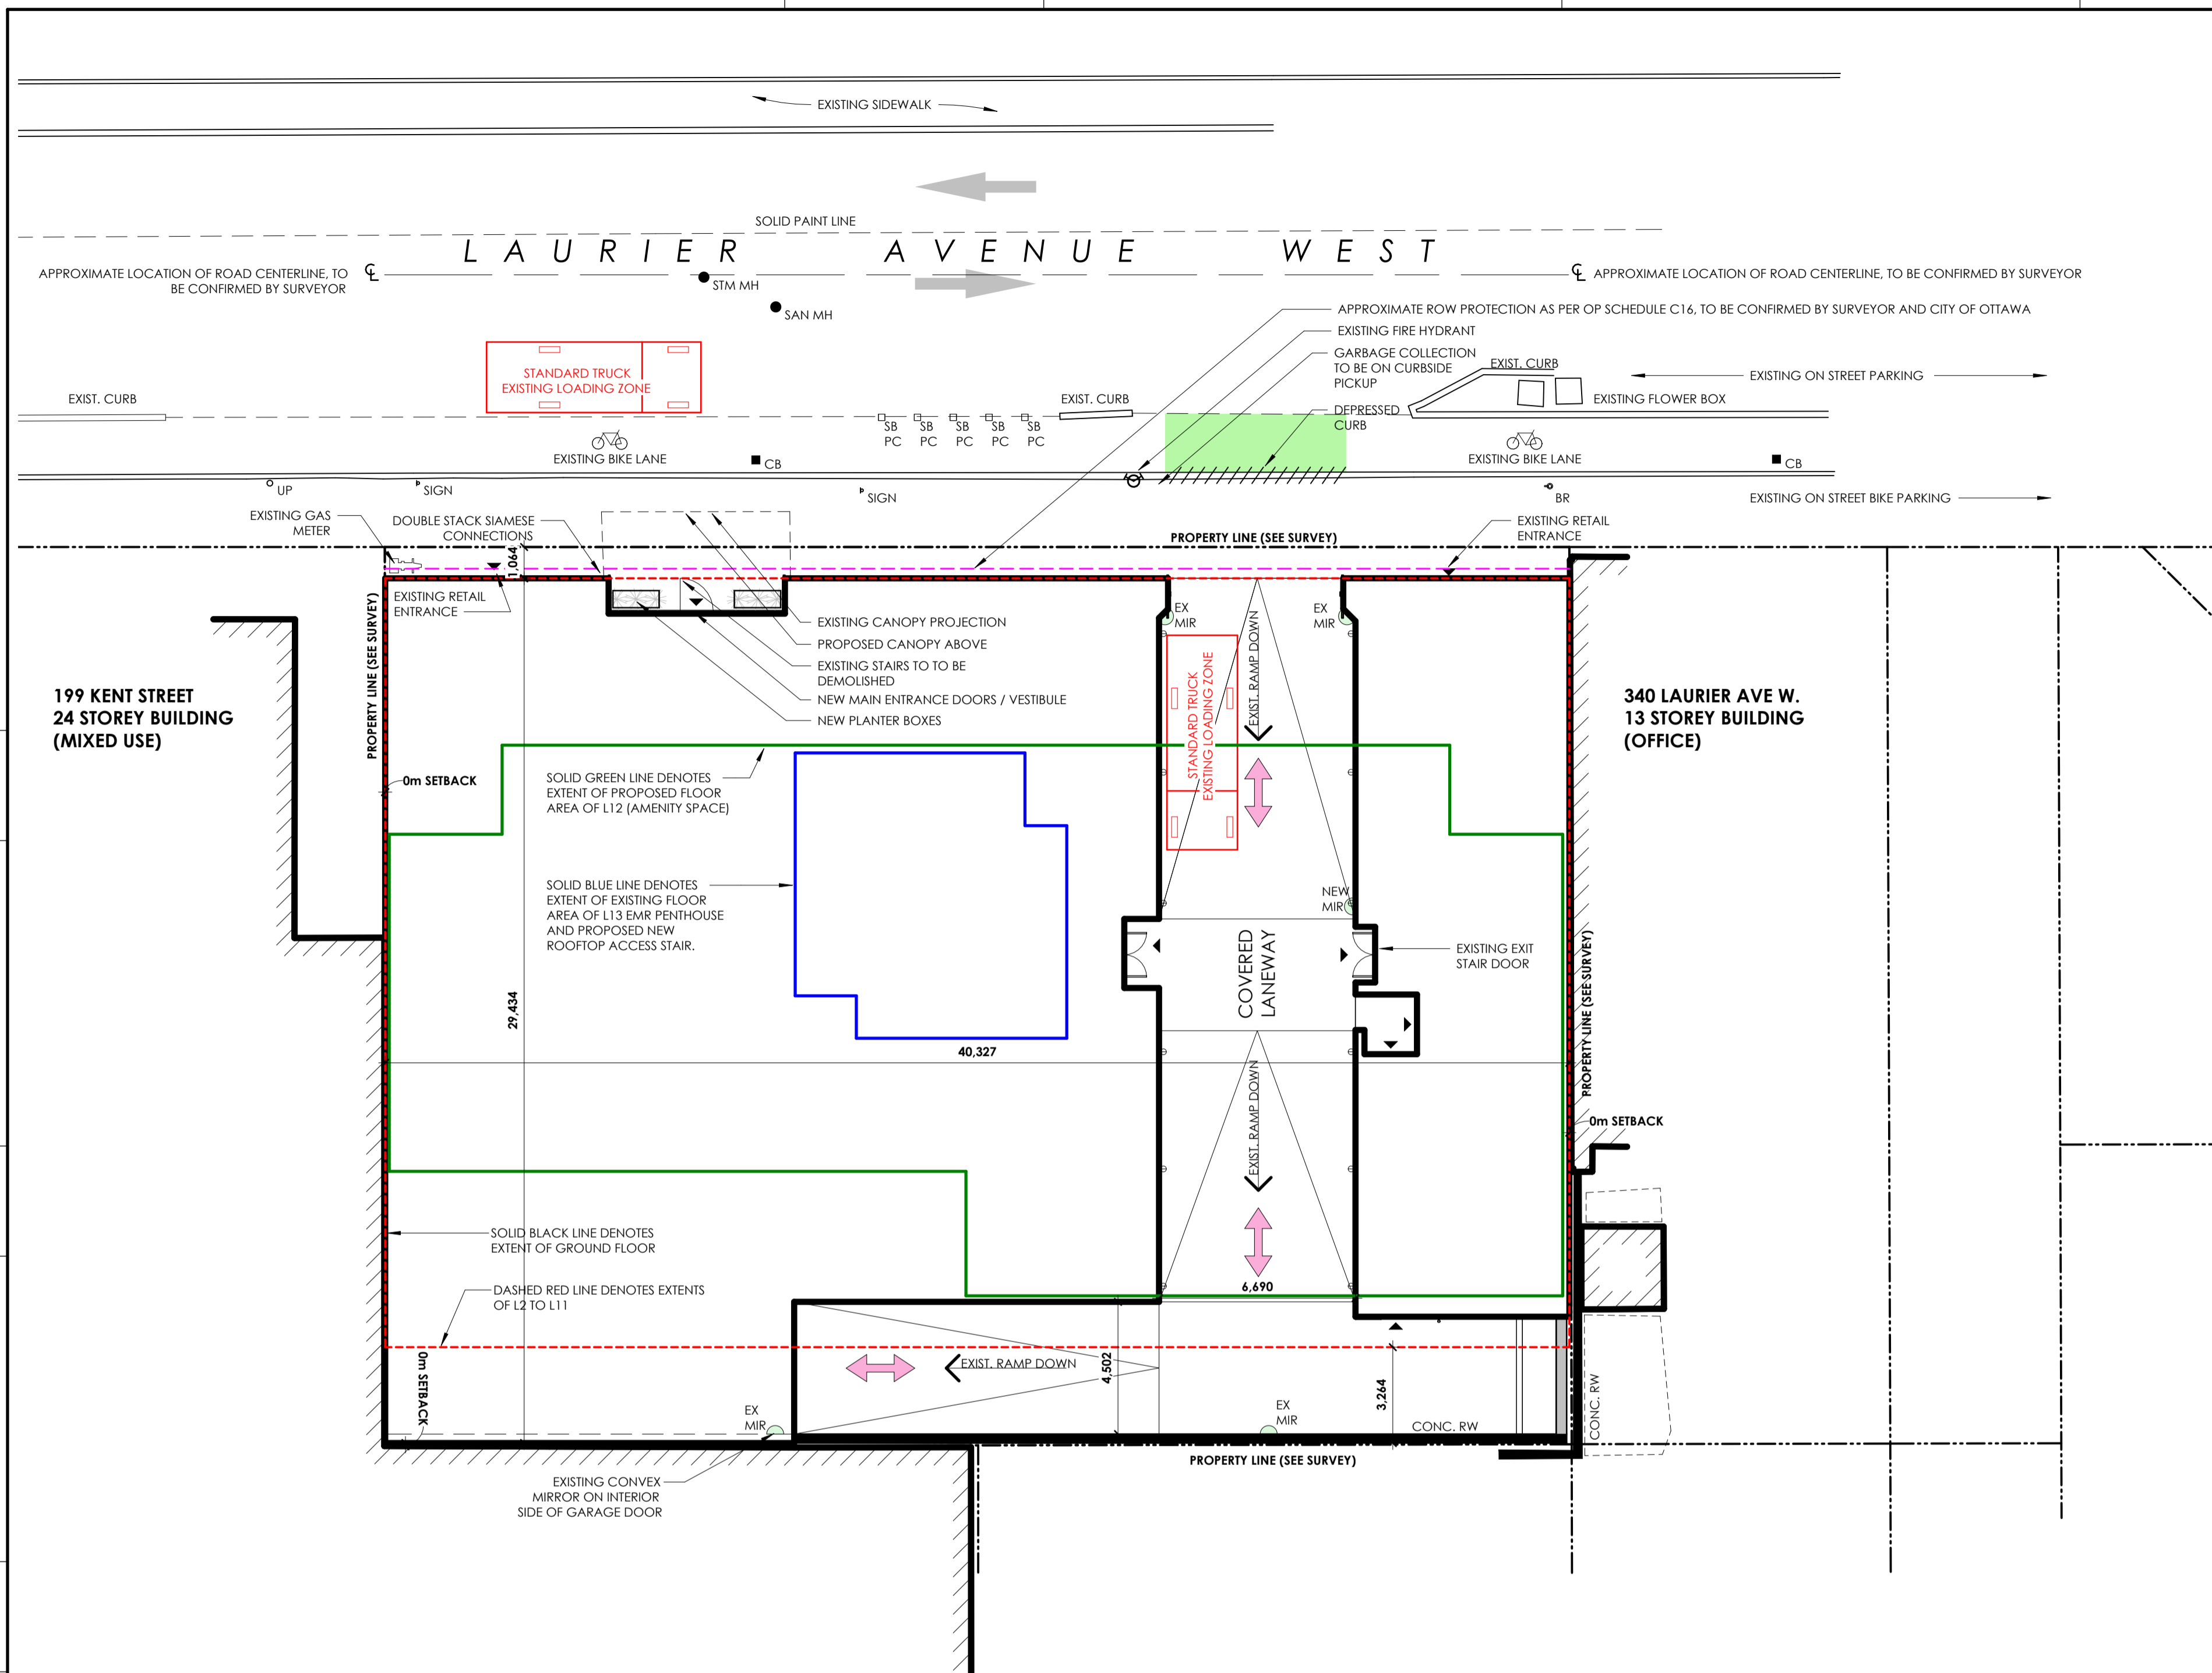 EXISTING SIDEWALK
SOLID PAINT LINE
LAURIER AVENUE WEST
APPROXIMATE LOCATION OF ROAD CENTERLINE, TO
BE CONFIRMED BY SURVEYOR
APPROXIMATE LOCATION OF ROAD CENTERLINE, TO BE CONFIRMED BY SURVEYOR
STM MH
SAN MH
APPROXIMATE ROW PROTECTION AS PER OP SCHEDULE C16, TO BE CONFIRMED BY SURVEYOR AND CITY OF OTTAWA
EXISTING FIRE HYDRANT
GARBAGE COLLECTION
TO BE ON CURBSIDE
PICKUP
EXIST. CURB
EXISTING ON STREET PARKING
STANDARD TRUCK
EXISTING LOADING ZONE
EXIST. CURB
EXIST. CURB
EXISTING FLOWER BOX
DEPRESSED
CURB
SB
PC
SB
PC
SB
PC
SB
PC
SB
PC
EXISTING BIKE LANE
CB
EXISTING BIKE LANE
CB
UP
SIGN
SIGN
BR
EXISTING ON STREET BIKE PARKING
EXISTING GAS
METER
DOUBLE STACK SIAMESE
CONNECTIONS
EXISTING RETAIL
ENTRANCE
PROPERTY LINE (SEE SURVEY)
1,064
EXISTING RETAIL
ENTRANCE
PROPERTY LINE (SEE SURVEY)
EX
MIR
EX
MIR
EXISTING CANOPY PROJECTION
PROPOSED CANOPY ABOVE
EXISTING STAIRS TO TO BE
DEMOLISHED
NEW MAIN ENTRANCE DOORS / VESTIBULE
NEW PLANTER BOXES
EXIST. RAMP DOWN
STANDARD TRUCK
EXISTING LOADING ZONE
199 KENT STREET
24 STOREY BUILDING
(MIXED USE)
340 LAURIER AVE W.
13 STOREY BUILDING
(OFFICE)
0m SETBACK
SOLID GREEN LINE DENOTES
EXTENT OF PROPOSED FLOOR
AREA OF L12 (AMENITY SPACE)
SOLID BLUE LINE DENOTES
EXTENT OF EXISTING FLOOR
AREA OF L13 EMR PENTHOUSE
AND PROPOSED NEW
ROOFTOP ACCESS STAIR.
NEW
MIR
COVERED
LANEWAY
EXISTING EXIT
STAIR DOOR
PROPERTY LINE (SEE SURVEY)
29,434
40,327
EXIST. RAMP DOWN
0m SETBACK
SOLID BLACK LINE DENOTES
EXTENT OF GROUND FLOOR
DASHED RED LINE DENOTES EXTENTS
OF L2 TO L11
6,690
0m SETBACK
EXIST. RAMP DOWN
4,502
3,264
EX
MIR
EX
MIR
CONC. RW
CONC. RW
PROPERTY LINE (SEE SURVEY)
EXISTING CONVEX
MIRROR ON INTERIOR
SIDE OF GARAGE DOOR